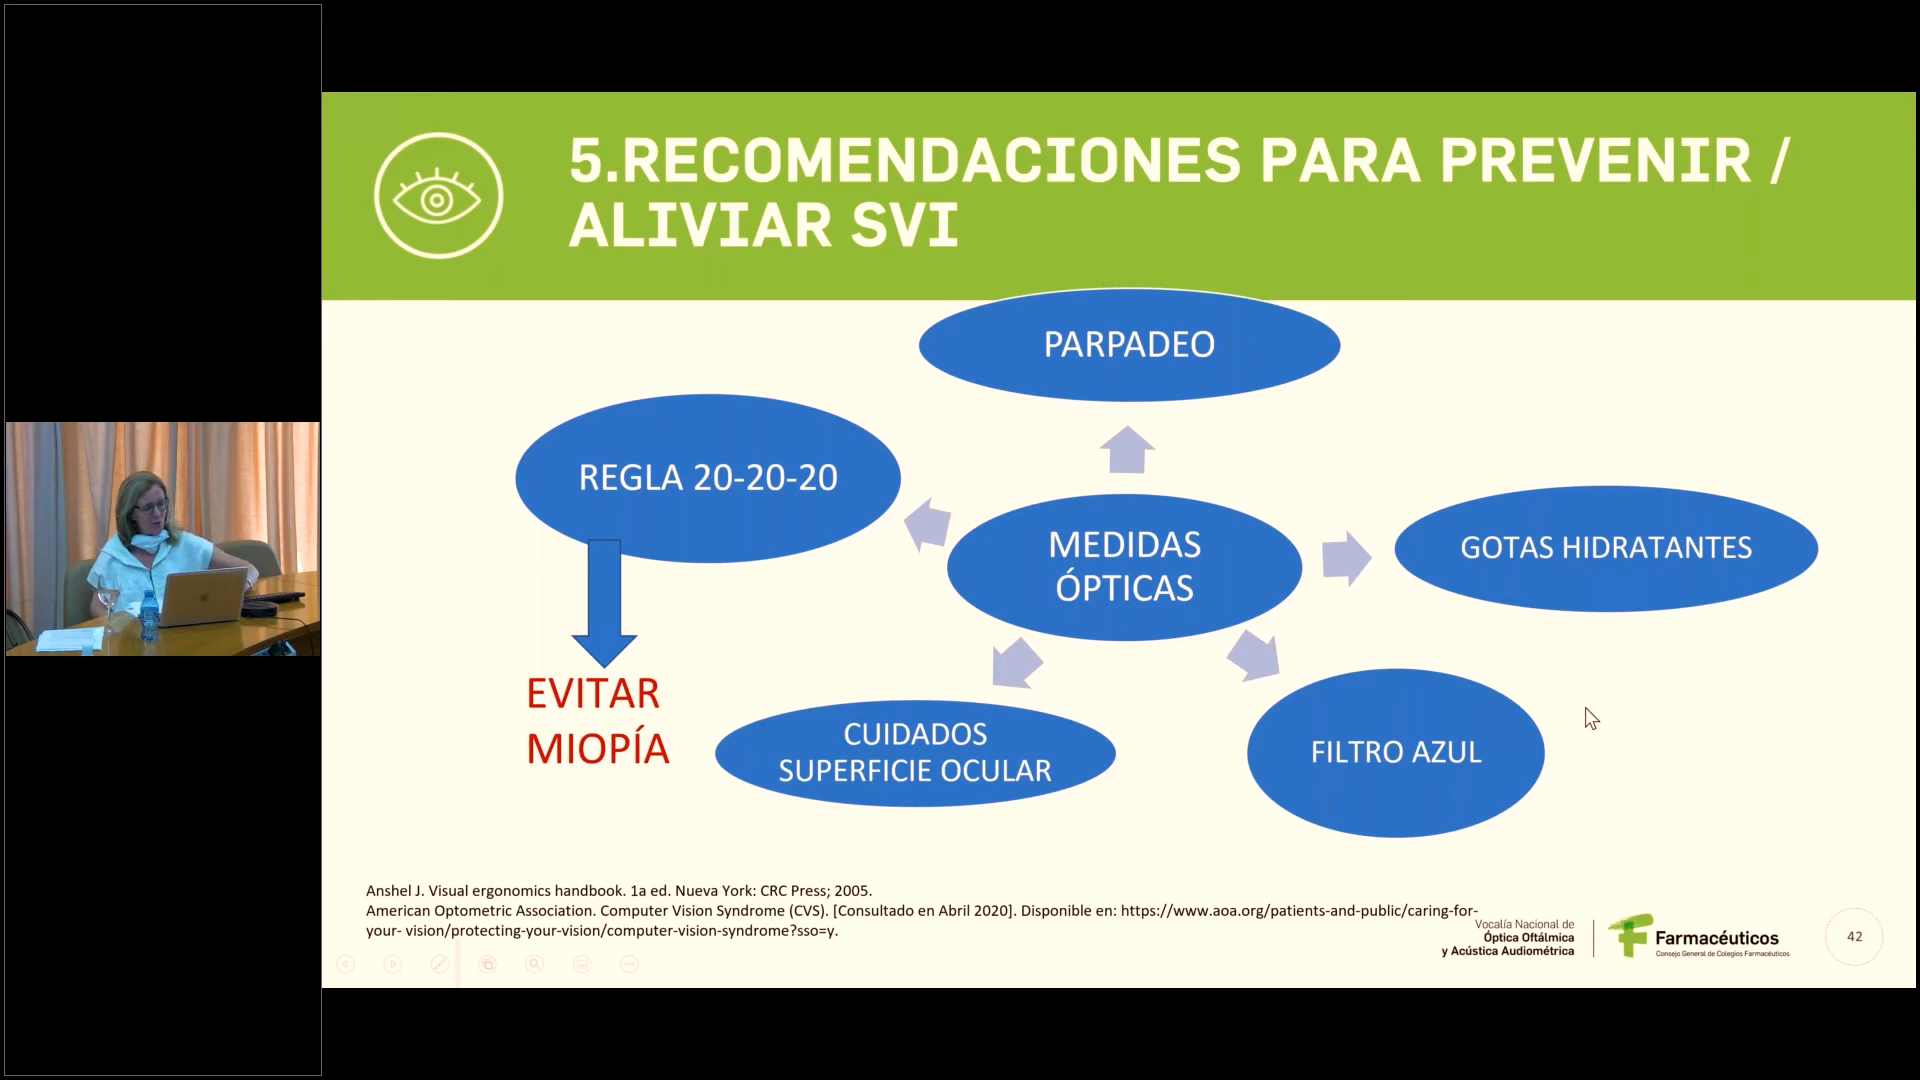 5.RECOMENDACIONES PARA PREVENIR /
ALIVIAR SVI
PARPADEO
REGLA 20-20-20
MEDIDAS
ÓPTICAS
GOTAS HIDRATANTES
EVITAR
MIOPÍA
CUIDADOS
SUPERFICIE OCULAR
FILTRO AZUL
Anshel J. Visual ergonomics handbook. 1a ed. Nueva York: CRC Press; 2005.
American Optometric Association. Computer Vision Syndrome (CVS). [Consultado en Abril 2020]. Disponible en: https://www.aoa.org/patients-and-public/caring-for-
your- vision/protecting-your-vision/computer-vision-syndrome?sso=y.
Vocalía Nacional de
Óptica Oftálmica
y Acústica Audiométrica
Farmacéuticos
Consejo General de Colegios Farmacéuticos
42